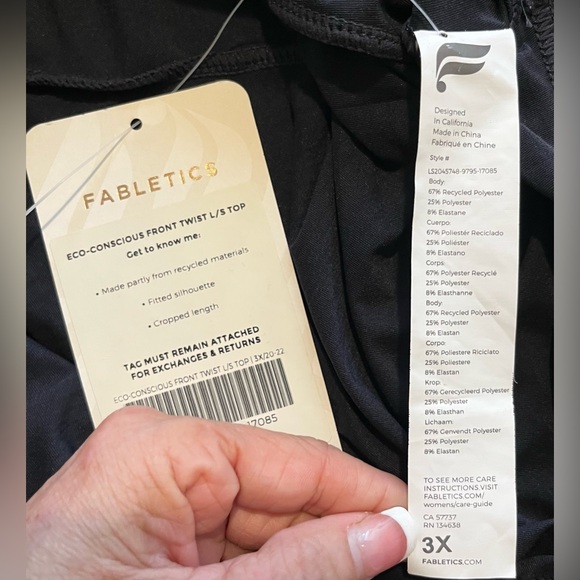 FABLETICS
ECO-CONSCIOUS FRONT TWIST L/S TOP
Get to know me:
• Made partly from recycled materials
• Fitted silhouette
• Cropped length
TAG MUST REMAIN ATTACHED
FOR EXCHANGES & RETURNS
ECO-CONSCIOUS FRONT TWIST L/S TOP | 3X/20-22
17085
Designed
in California
Made in China
Fabriqué en Chine
Style #
LS2045748-9795-17085
Body:
67% Recycled Polyester
25% Polyester
8% Elastane
Cuerpo:
67% Poliestér Reciclado
25% Poliéster
8% Elastano
Corps:
67% Polyester Recyclé
25% Polyester
8% Elasthanne
Body:
67% Recycled Polyester
25% Polyester
8% Elastan
Corpo:
67% Poliestere Riciclato
25% Poliestere
8% Elastan
Krop:
67% Gerecycleerd Polyester
25% Polyester
8% Elasthan
Lichaam:
67% Genvendt Polyester
25% Polyester
8% Elastan
TO SEE MORE CARE
INSTRUCTIONS VISIT
FABLETICS.COM/
womens/care-guide
CA 57737
RN 134638
3X
FABLETICS.COM